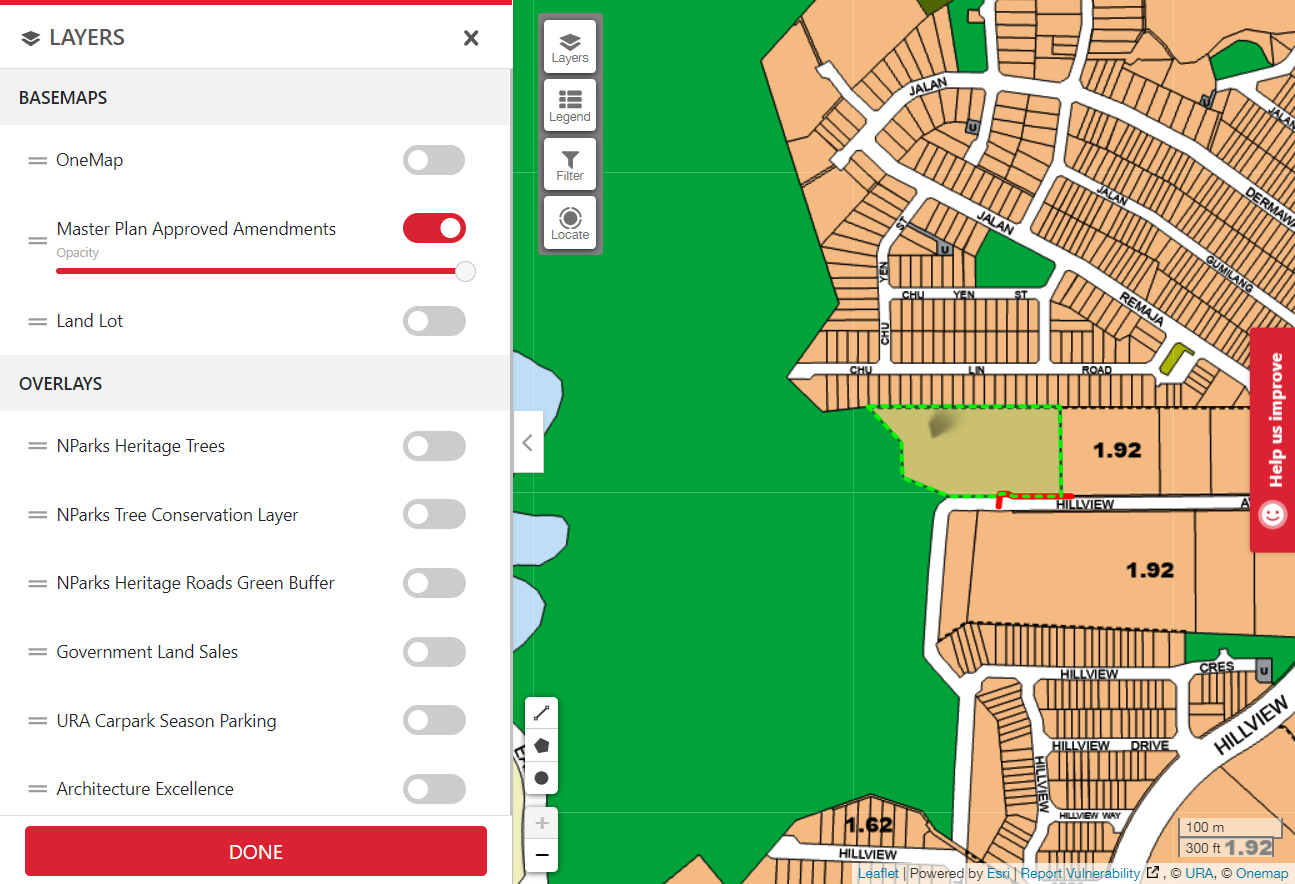 LAYERS
BASEMAPS
OneMap
Master Plan Approved Amendments
Opacity
Land Lot
OVERLAYS
NParks Heritage Trees
NParks Tree Conservation Layer
NParks Heritage Roads Green Buffer
Government Land Sales
URA Carpark Season Parking
Architecture Excellence
DONE
Layers
Legend
Filter
Locate
JALAN
U
U
JALAN
JALAN
DERMAWA
JALAN
ST
U
YEN
GUMILANG
CHU YEN ST
REMAJA
CHU
CHU LIN ROAD
1.92
HILLVIEW A
1.92
HILLVIEW CRES
U
HILLVIEW
HILLVIEW DRIVE
HILLVIEW
HILLVIEW WAY
1.62
HILLVIEW
Help us improve
100 m
300 ft
1.92
Leaflet | Powered by Esri | Report Vulnerability , © URA, © Onemap